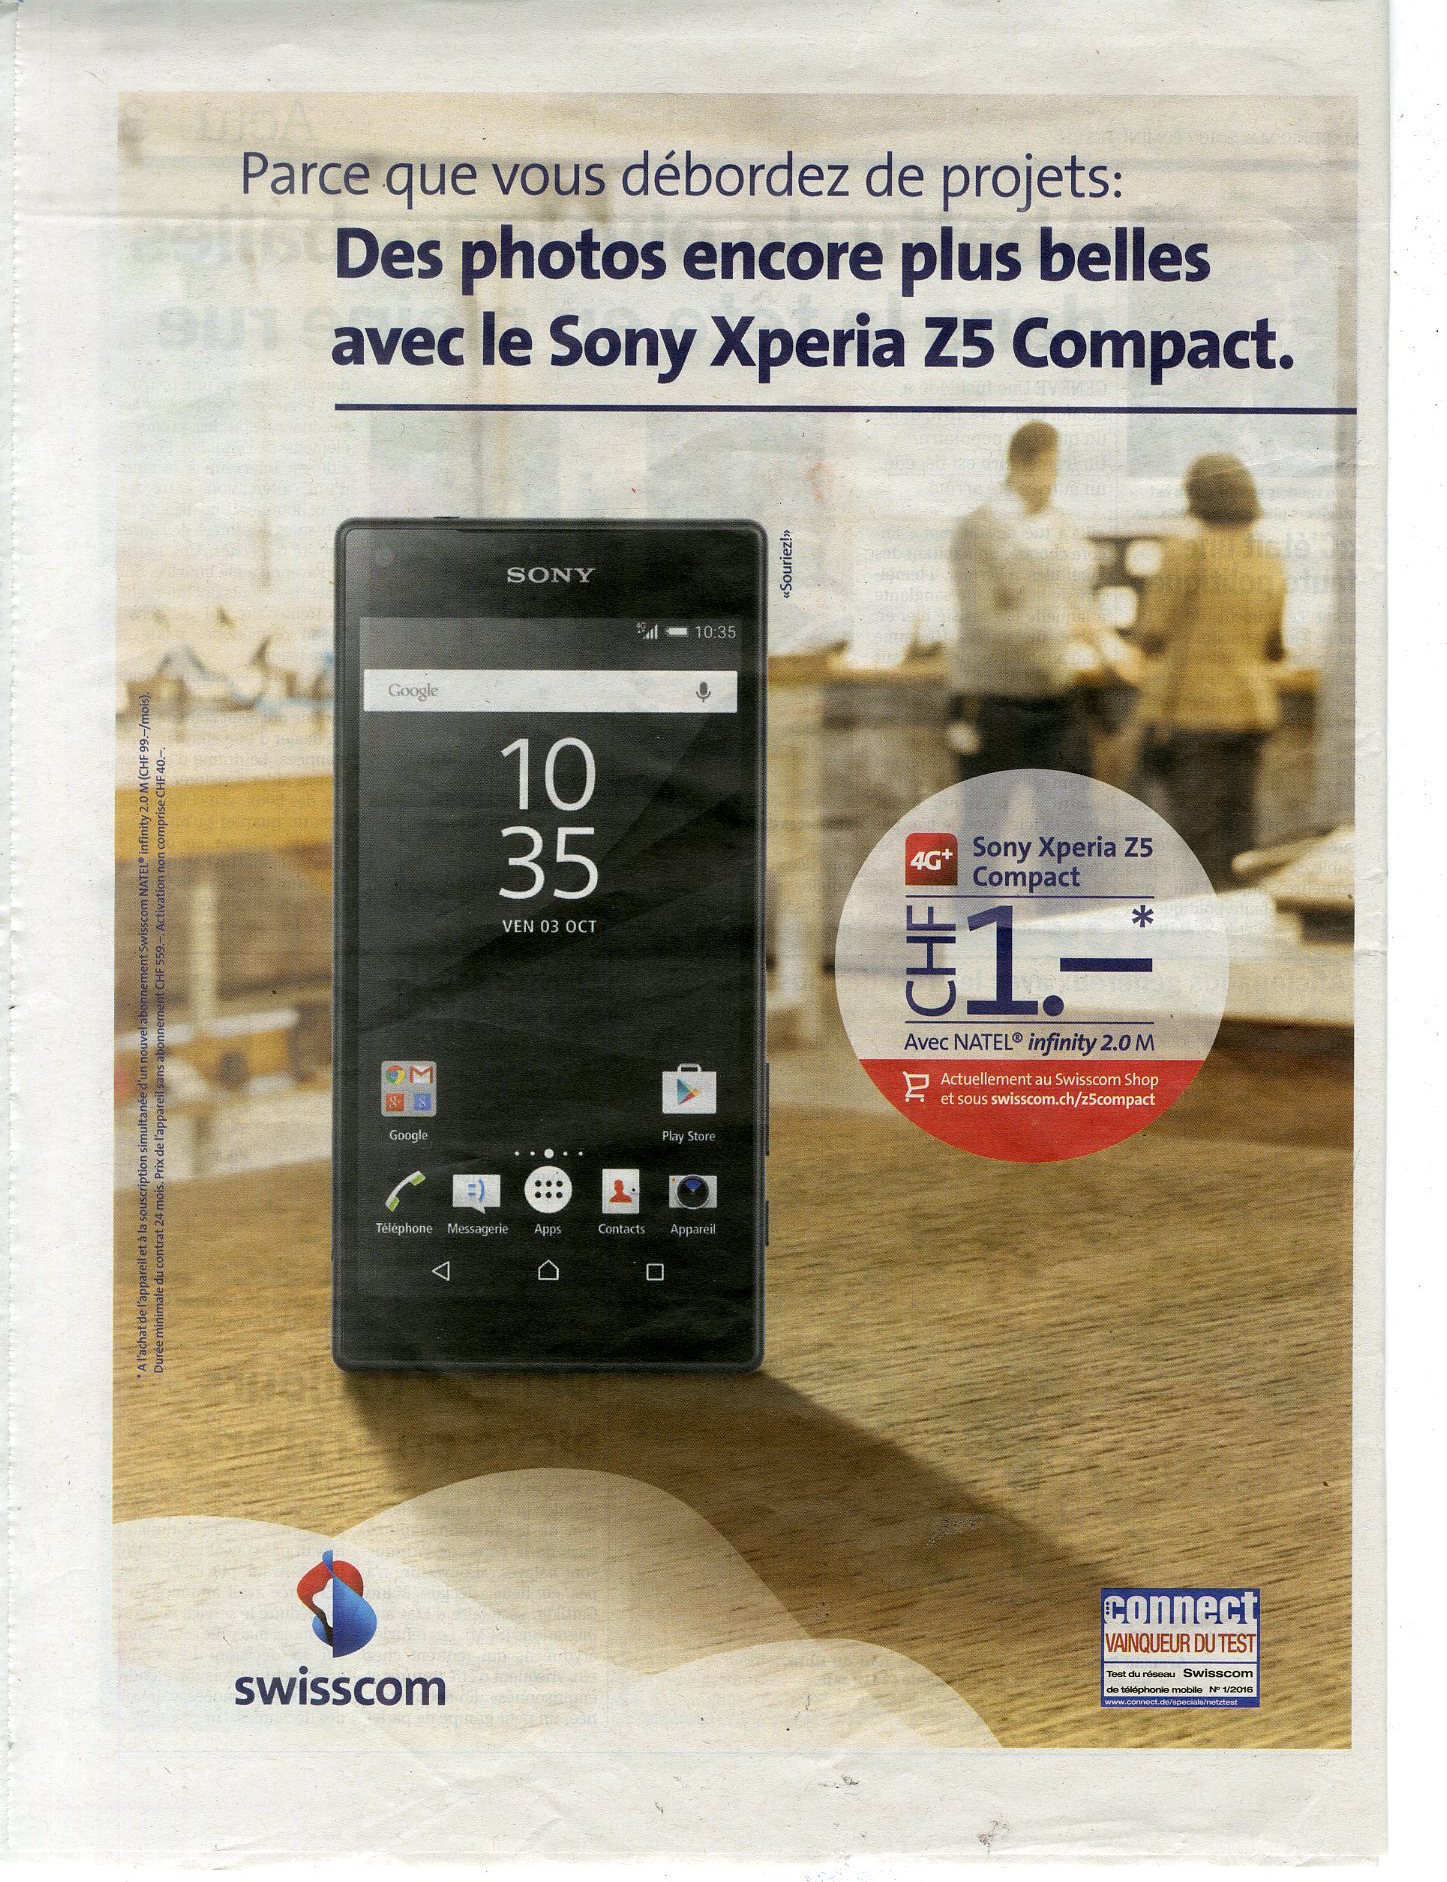 Parce que vous débordez de projets:
Des photos encore plus belles
avec le Sony Xperia Z5 Compact.
«Souriez!»
SONY
4G 10:35
Google
10
35
VEN 03 OCT
Google
Play Store
Téléphone Messagerie Apps Contacts Appareil
4G+ Sony Xperia Z5
Compact
CHF 1.–*
Avec NATEL® infinity 2.0 M
Actuellement au Swisscom Shop
et sous swisscom.ch/z5compact
* A l'achat de l'appareil et à la souscription simultanée d'un nouvel abonnement Swisscom NATEL® infinity 2.0 M (CHF 99.–/mois).
Durée minimale du contrat 24 mois. Prix de l'appareil sans abonnement CHF 559.–. Activation non comprise CHF 40.–.
swisscom
connect
VAINQUEUR DU TEST
Test du réseau Swisscom
de téléphonie mobile N° 1/2016
www.connect.de/specials/netztest